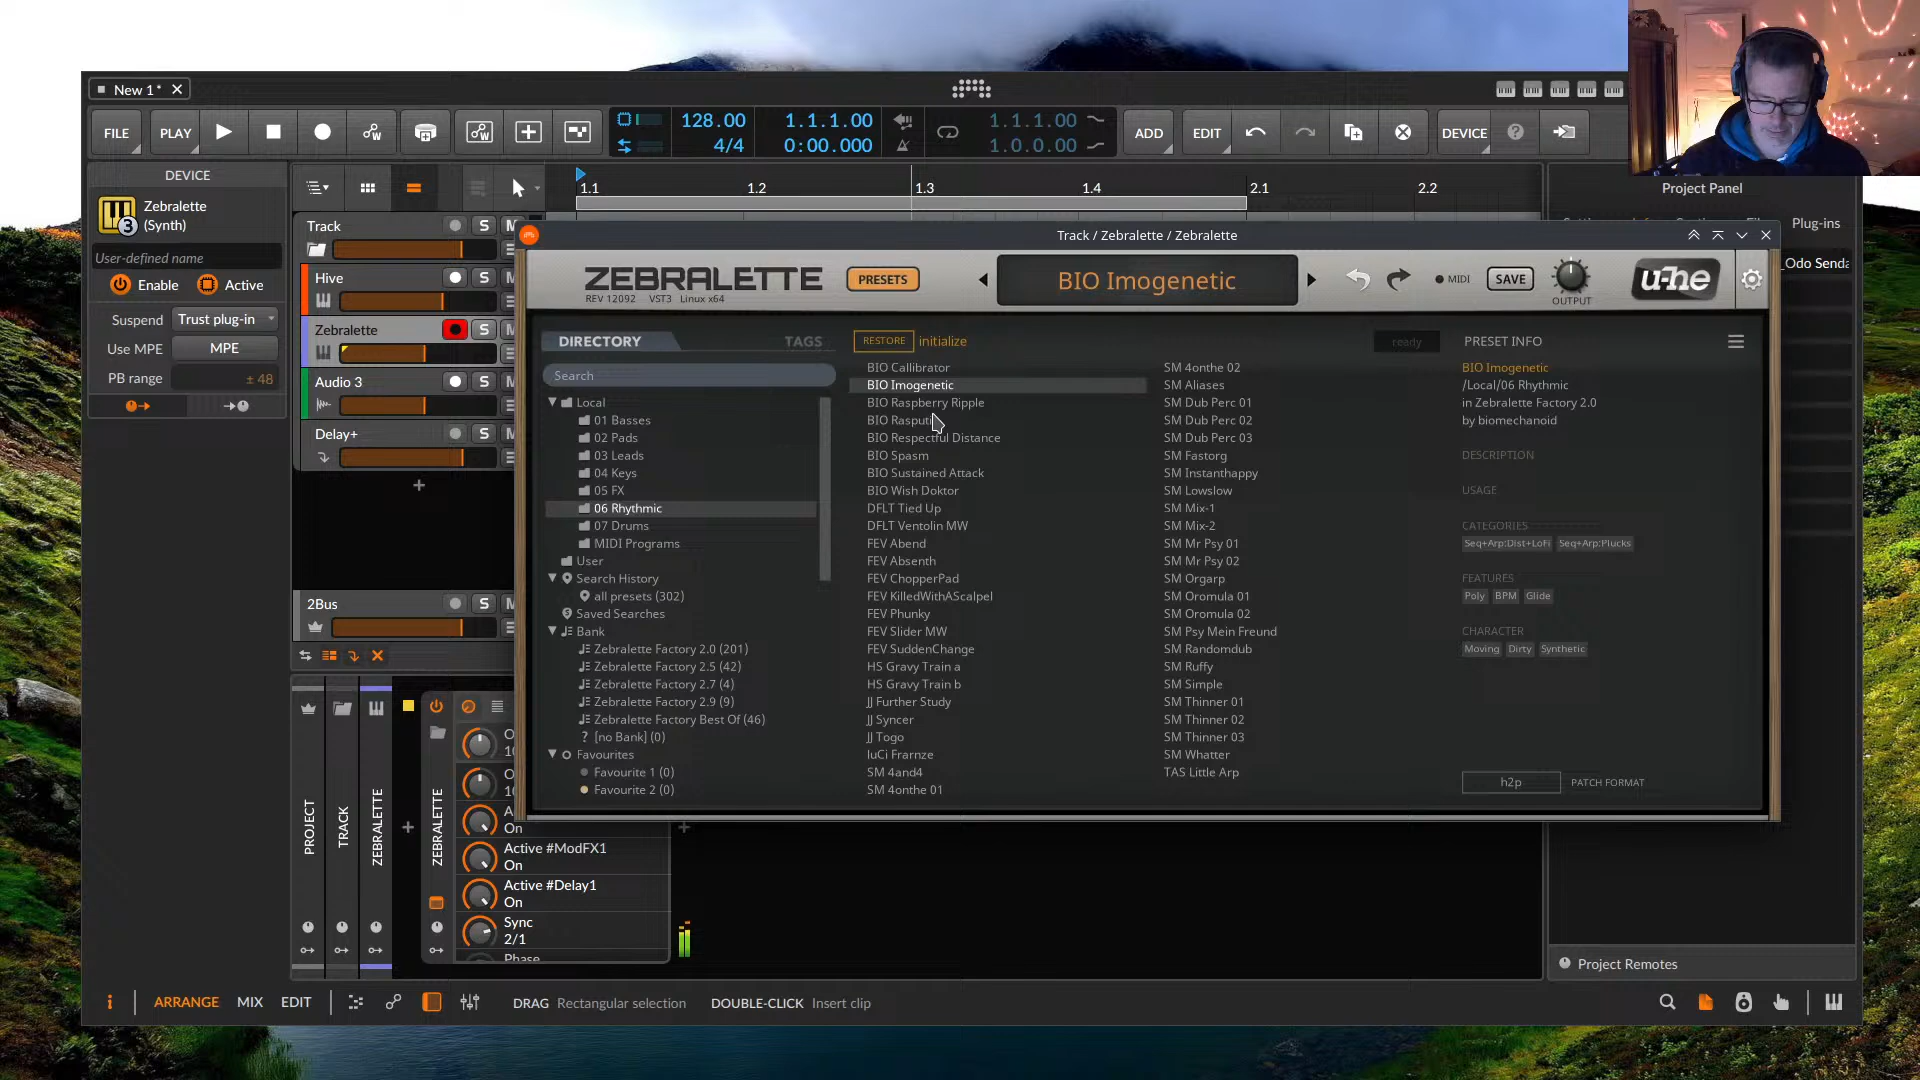 New 1*
FILE
PLAY
128.00
4/4
1.1.1.00
0:00.000
1.1.1.00
1.0.0.00
ADD
EDIT
DEVICE
DEVICE
Zebralette
(Synth)
3
User-defined name
Enable
Active
Suspend
Trust plug-in
Use MPE
MPE
PB range
± 48
1.1
1.2
1.3
1.4
2.1
2.2
Track
S
M
Hive
S
M
Zebralette
S
M
Audio 3
S
M
Delay+
S
M
2Bus
S
M
Project Panel
Plug-ins
_Odo Senda
Track / Zebralette / Zebralette
ZEBRALETTE
REV 12092 VST3 Linux x64
PRESETS
BIO Imogenetic
MIDI
SAVE
OUTPUT
u-he
DIRECTORY
TAGS
Search
Local
01 Basses
02 Pads
03 Leads
04 Keys
05 FX
06 Rhythmic
07 Drums
MIDI Programs
User
Search History
all presets (302)
Saved Searches
Bank
Zebralette Factory 2.0 (201)
Zebralette Factory 2.5 (42)
Zebralette Factory 2.7 (4)
Zebralette Factory 2.9 (9)
Zebralette Factory Best Of (46)
? [no Bank] (0)
Favourites
Favourite 1 (0)
Favourite 2 (0)
RESTORE
initialize
ready
BIO Callibrator
BIO Imogenetic
BIO Raspberry Ripple
BIO Rasputi
BIO Respectful Distance
BIO Spasm
BIO Sustained Attack
BIO Wish Doktor
DFLT Tied Up
DFLT Ventolin MW
FEV Abend
FEV Absenth
FEV ChopperPad
FEV KilledWithAScalpel
FEV Phunky
FEV Slider MW
FEV SuddenChange
HS Gravy Train a
HS Gravy Train b
JJ Further Study
JJ Syncer
JJ Togo
luCi Frarnze
SM 4and4
SM 4onthe 01
SM 4onthe 02
SM Aliases
SM Dub Perc 01
SM Dub Perc 02
SM Dub Perc 03
SM Fastorg
SM Instanthappy
SM Lowslow
SM Mix-1
SM Mix-2
SM Mr Psy 01
SM Mr Psy 02
SM Orgarp
SM Oromula 01
SM Oromula 02
SM Psy Mein Freund
SM Randomdub
SM Ruffy
SM Simple
SM Thinner 01
SM Thinner 02
SM Thinner 03
SM Whatter
TAS Little Arp
PRESET INFO
BIO Imogenetic
/Local/06 Rhythmic
in Zebralette Factory 2.0
by biomechanoid
DESCRIPTION
USAGE
CATEGORIES
Seq+Arp:Dist+LoFi
Seq+Arp:Plucks
FEATURES
Poly
BPM
Glide
CHARACTER
Moving
Dirty
Synthetic
h2p
PATCH FORMAT
PROJECT
TRACK
ZEBRALETTE
ZEBRALETTE
On
Active #ModFX1
On
Active #Delay1
On
Sync
2/1
Phase
Project Remotes
i
ARRANGE
MIX
EDIT
DRAG Rectangular selection
DOUBLE-CLICK Insert clip